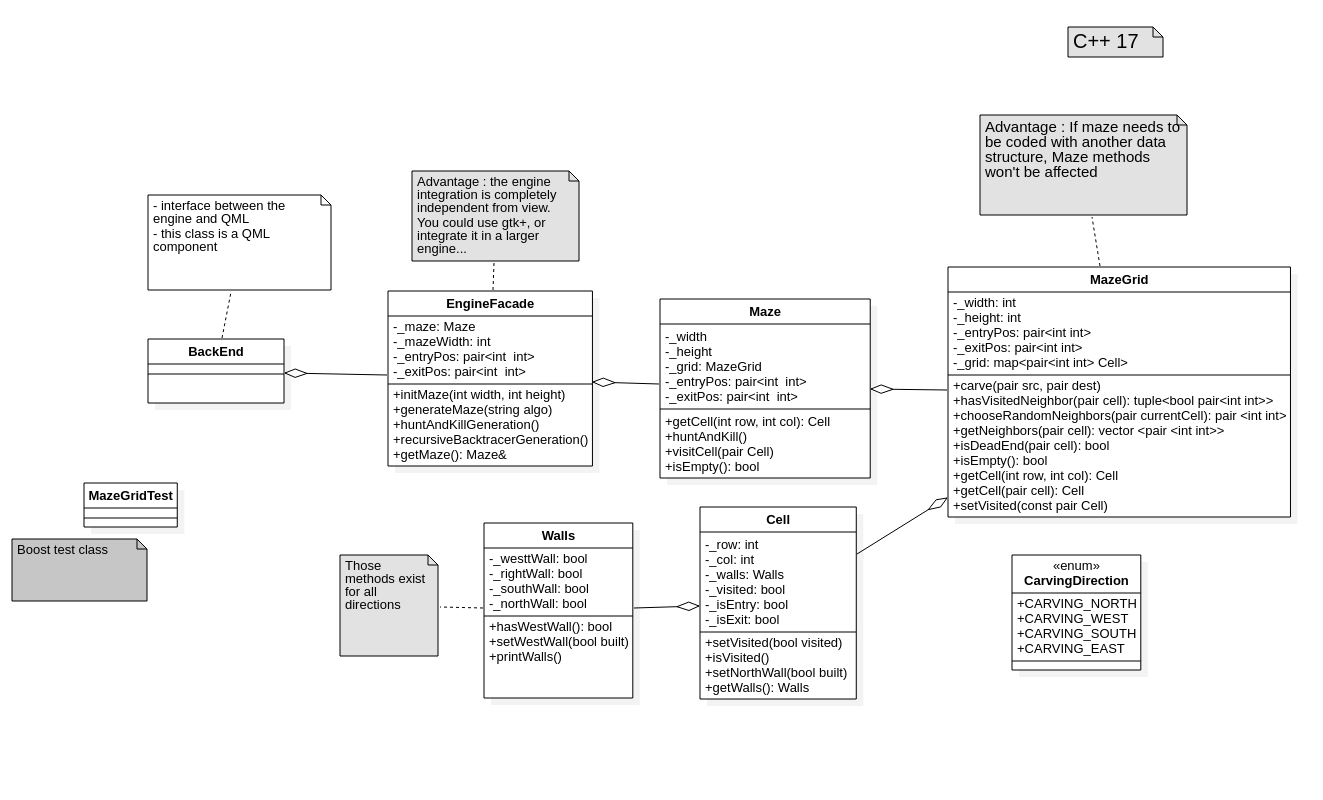 C++ 17
Advantage : If maze needs to
be coded with another data
structure, Maze methods
won't be affected
Advantage : the engine
integration is completely
independent from view.
You could use gtk+, or
integrate it in a larger
engine...
- interface between the
engine and QML
- this class is a QML
component
BackEnd
EngineFacade
-_maze: Maze
-_mazeWidth: int
-_entryPos: pair<int  int>
-_exitPos: pair<int  int>
+initMaze(int width, int height)
+generateMaze(string algo)
+huntAndKillGeneration()
+recursiveBacktracerGeneration()
+getMaze(): Maze&
Maze
-_width
-_height
-_grid: MazeGrid
-_entryPos: pair<int  int>
-_exitPos: pair<int  int>
+getCell(int row, int col): Cell
+huntAndKill()
+visitCell(pair Cell)
+isEmpty(): bool
MazeGrid
-_width: int
-_height: int
-_entryPos: pair<int int>
-_exitPos: pair<int int>
-_grid: map<pair<int int> Cell>
+carve(pair src, pair dest)
+hasVisitedNeighbor(pair cell): tuple<bool pair<int int>>
+chooseRandomNeighbors(pair currentCell): pair <int int>
+getNeighbors(pair cell): vector <pair <int int>>
+isDeadEnd(pair cell): bool
+isEmpty(): bool
+getCell(int row, int col): Cell
+getCell(pair cell): Cell
+setVisited(const pair Cell)
MazeGridTest
Boost test class
Those
methods exist
for all
directions
Walls
-_westtWall: bool
-_rightWall: bool
-_southWall: bool
-_northWall: bool
+hasWestWall(): bool
+setWestWall(bool built)
+printWalls()
Cell
-_row: int
-_col: int
-_walls: Walls
-_visited: bool
-_isEntry: bool
-_isExit: bool
+setVisited(bool visited)
+isVisited()
+setNorthWall(bool built)
+getWalls(): Walls
«enum»
CarvingDirection
+CARVING_NORTH
+CARVING_WEST
+CARVING_SOUTH
+CARVING_EAST